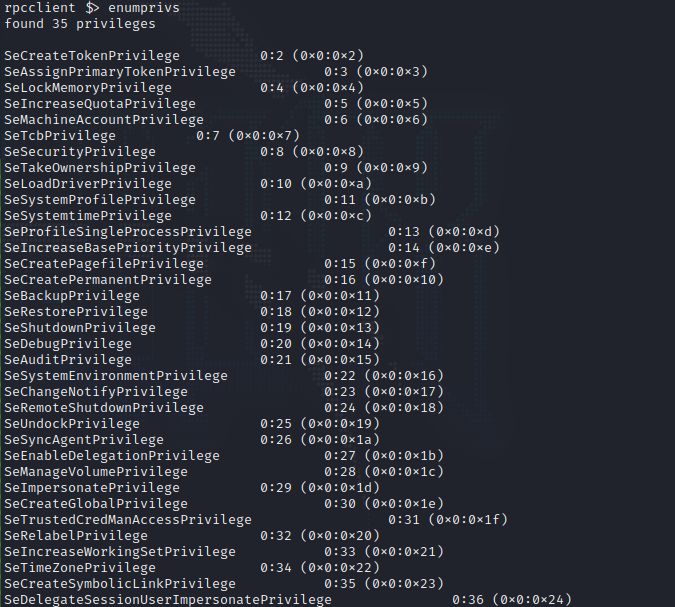 rpcclient $> enumprivs
found 35 privileges
SeCreateTokenPrivilege 0:2 (0×0:0×2)
SeAssignPrimaryTokenPrivilege 0:3 (0×0:0×3)
SeLockMemoryPrivilege 0:4 (0×0:0×4)
SeIncreaseQuotaPrivilege 0:5 (0×0:0×5)
SeMachineAccountPrivilege 0:6 (0×0:0×6)
SeTcbPrivilege 0:7 (0×0:0×7)
SeSecurityPrivilege 0:8 (0×0:0×8)
SeTakeOwnershipPrivilege 0:9 (0×0:0×9)
SeLoadDriverPrivilege 0:10 (0×0:0×a)
SeSystemProfilePrivilege 0:11 (0×0:0×b)
SeSystemtimePrivilege 0:12 (0×0:0×c)
SeProfileSingleProcessPrivilege 0:13 (0×0:0×d)
SeIncreaseBasePriorityPrivilege 0:14 (0×0:0×e)
SeCreatePagefilePrivilege 0:15 (0×0:0×f)
SeCreatePermanentPrivilege 0:16 (0×0:0×10)
SeBackupPrivilege 0:17 (0×0:0×11)
SeRestorePrivilege 0:18 (0×0:0×12)
SeShutdownPrivilege 0:19 (0×0:0×13)
SeDebugPrivilege 0:20 (0×0:0×14)
SeAuditPrivilege 0:21 (0×0:0×15)
SeSystemEnvironmentPrivilege 0:22 (0×0:0×16)
SeChangeNotifyPrivilege 0:23 (0×0:0×17)
SeRemoteShutdownPrivilege 0:24 (0×0:0×18)
SeUndockPrivilege 0:25 (0×0:0×19)
SeSyncAgentPrivilege 0:26 (0×0:0×1a)
SeEnableDelegationPrivilege 0:27 (0×0:0×1b)
SeManageVolumePrivilege 0:28 (0×0:0×1c)
SeImpersonatePrivilege 0:29 (0×0:0×1d)
SeCreateGlobalPrivilege 0:30 (0×0:0×1e)
SeTrustedCredManAccessPrivilege 0:31 (0×0:0×1f)
SeRelabelPrivilege 0:32 (0×0:0×20)
SeIncreaseWorkingSetPrivilege 0:33 (0×0:0×21)
SeTimeZonePrivilege 0:34 (0×0:0×22)
SeCreateSymbolicLinkPrivilege 0:35 (0×0:0×23)
SeDelegateSessionUserImpersonatePrivilege 0:36 (0×0:0×24)